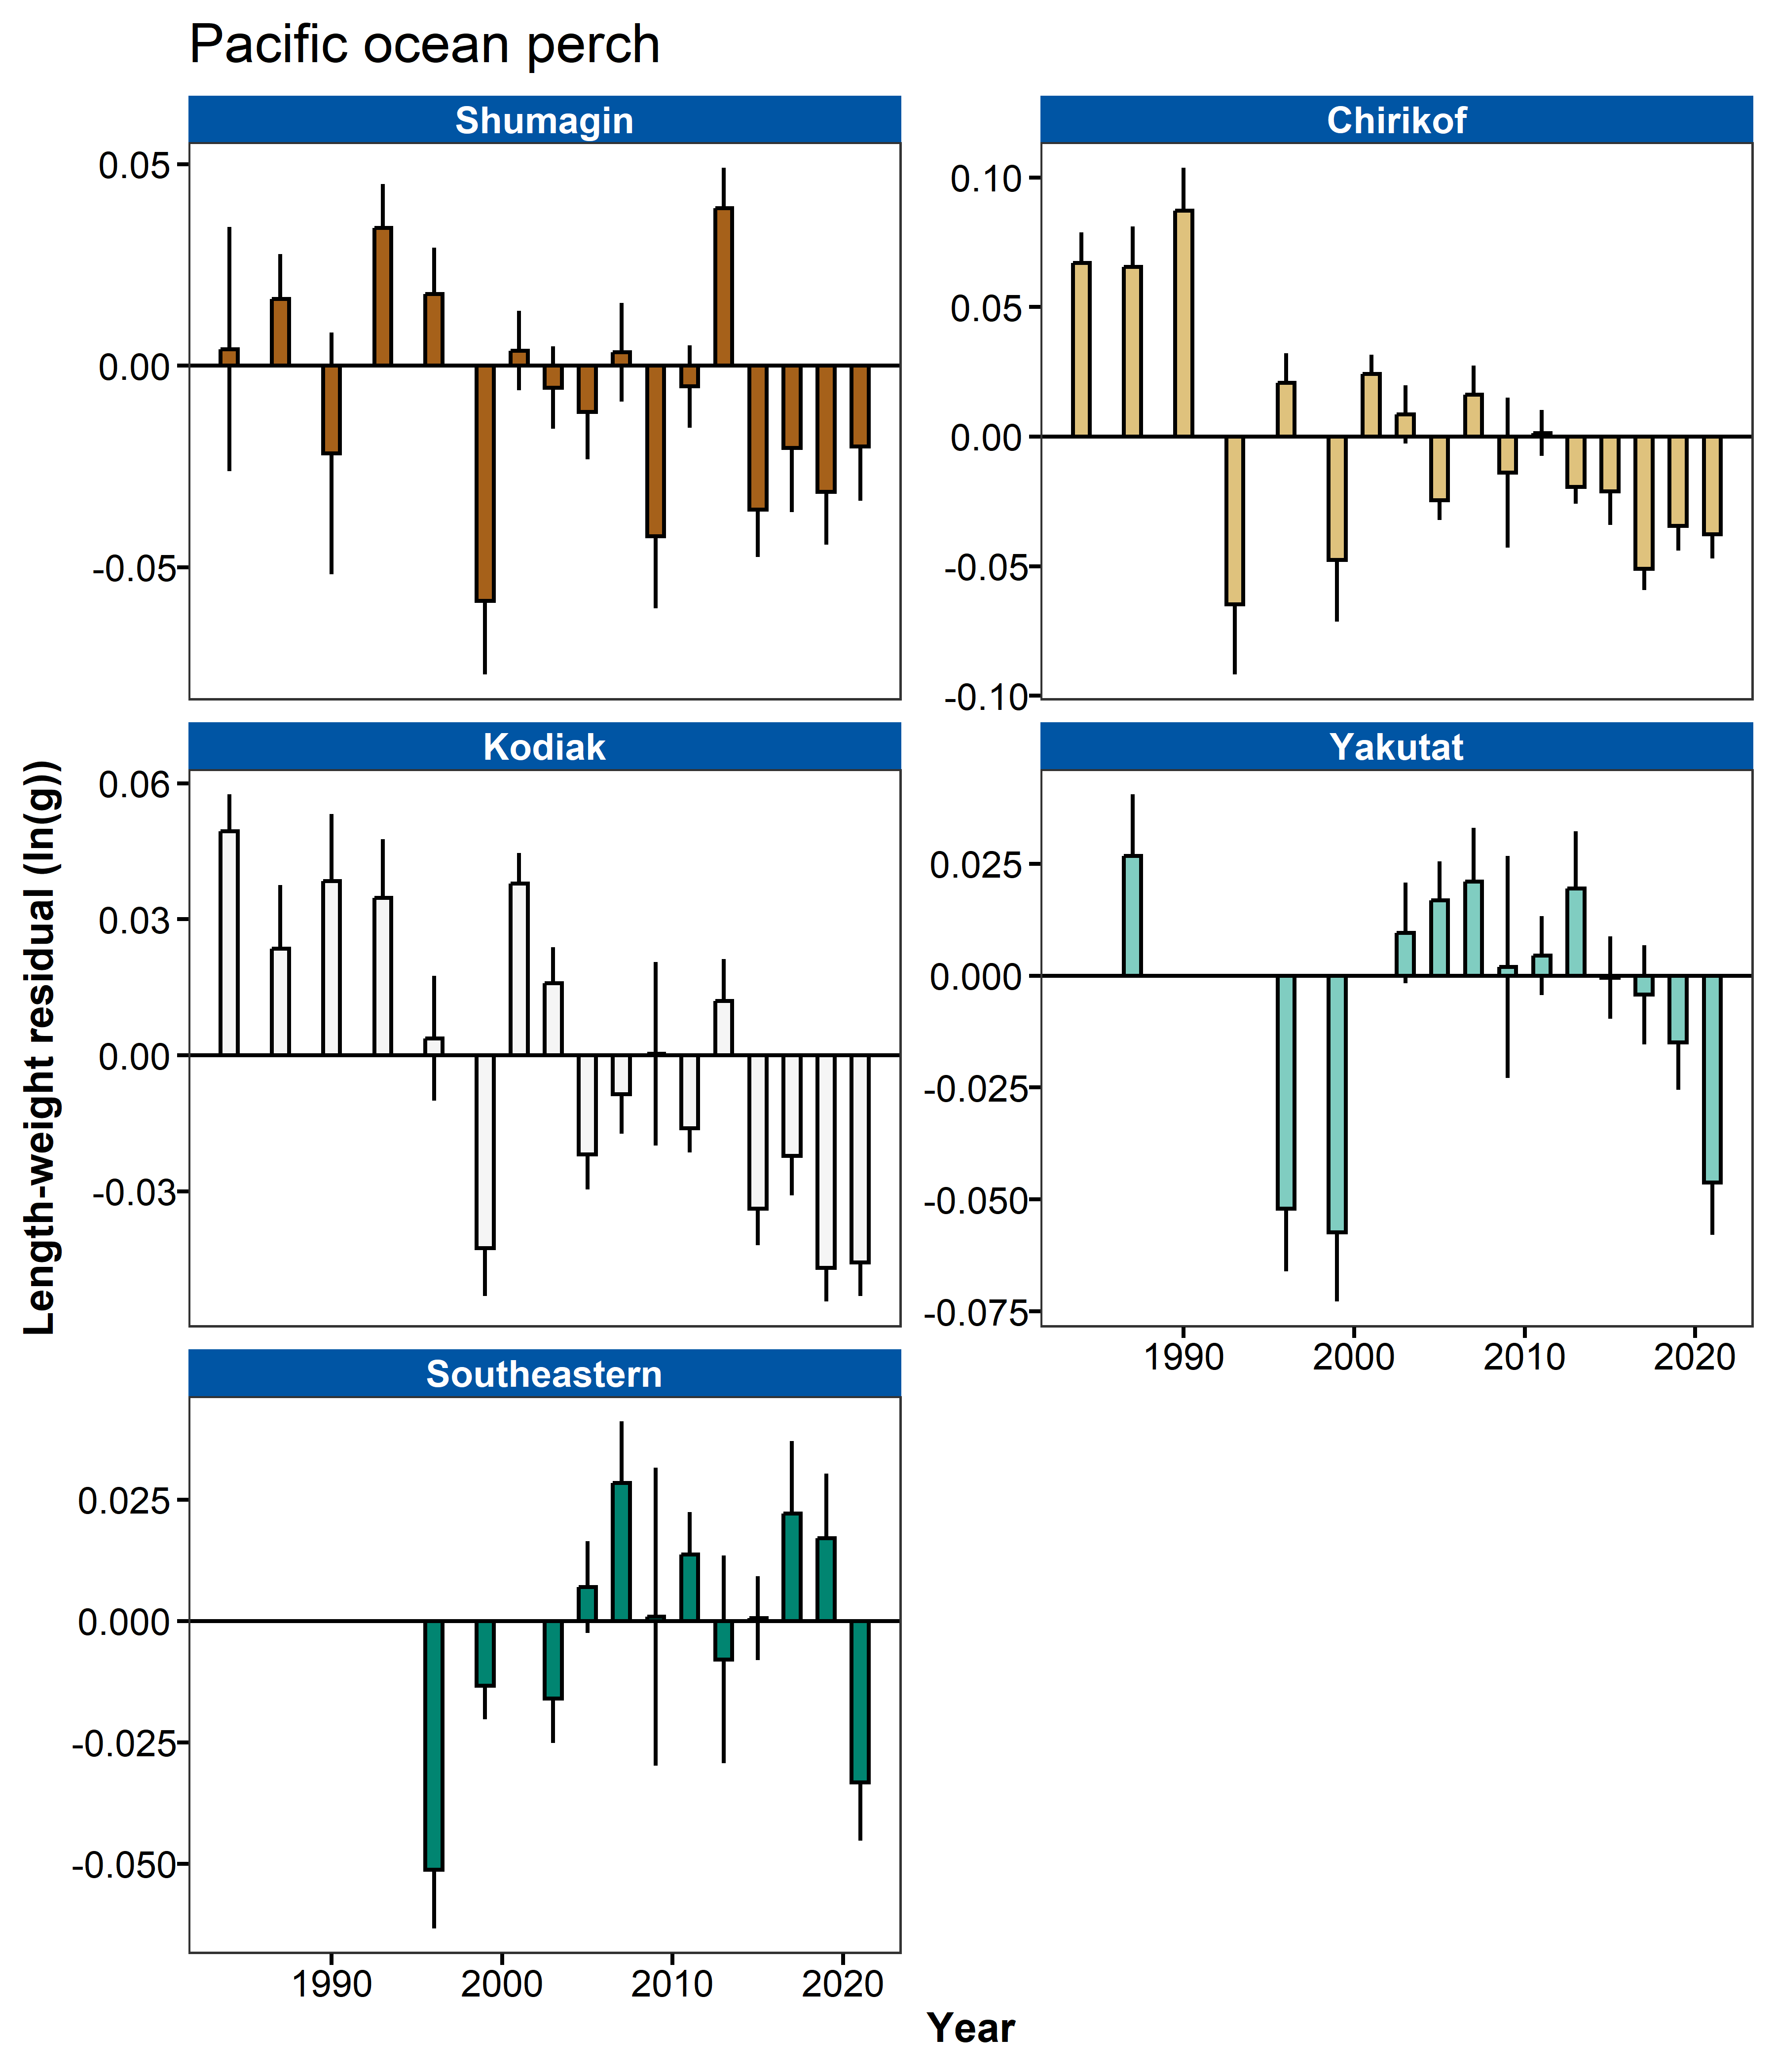 Pacific ocean perch
Shumagin
0.05
0.00
-0.05
Chirikof
0.10
0.05
0.00
-0.05
-0.10
Length-weight residual (ln(g))
Kodiak
0.06
0.03
0.00
-0.03
Yakutat
0.025
0.000
-0.025
-0.050
-0.075
1990 2000 2010 2020
Southeastern
0.025
0.000
-0.025
-0.050
1990 2000 2010 2020
Year